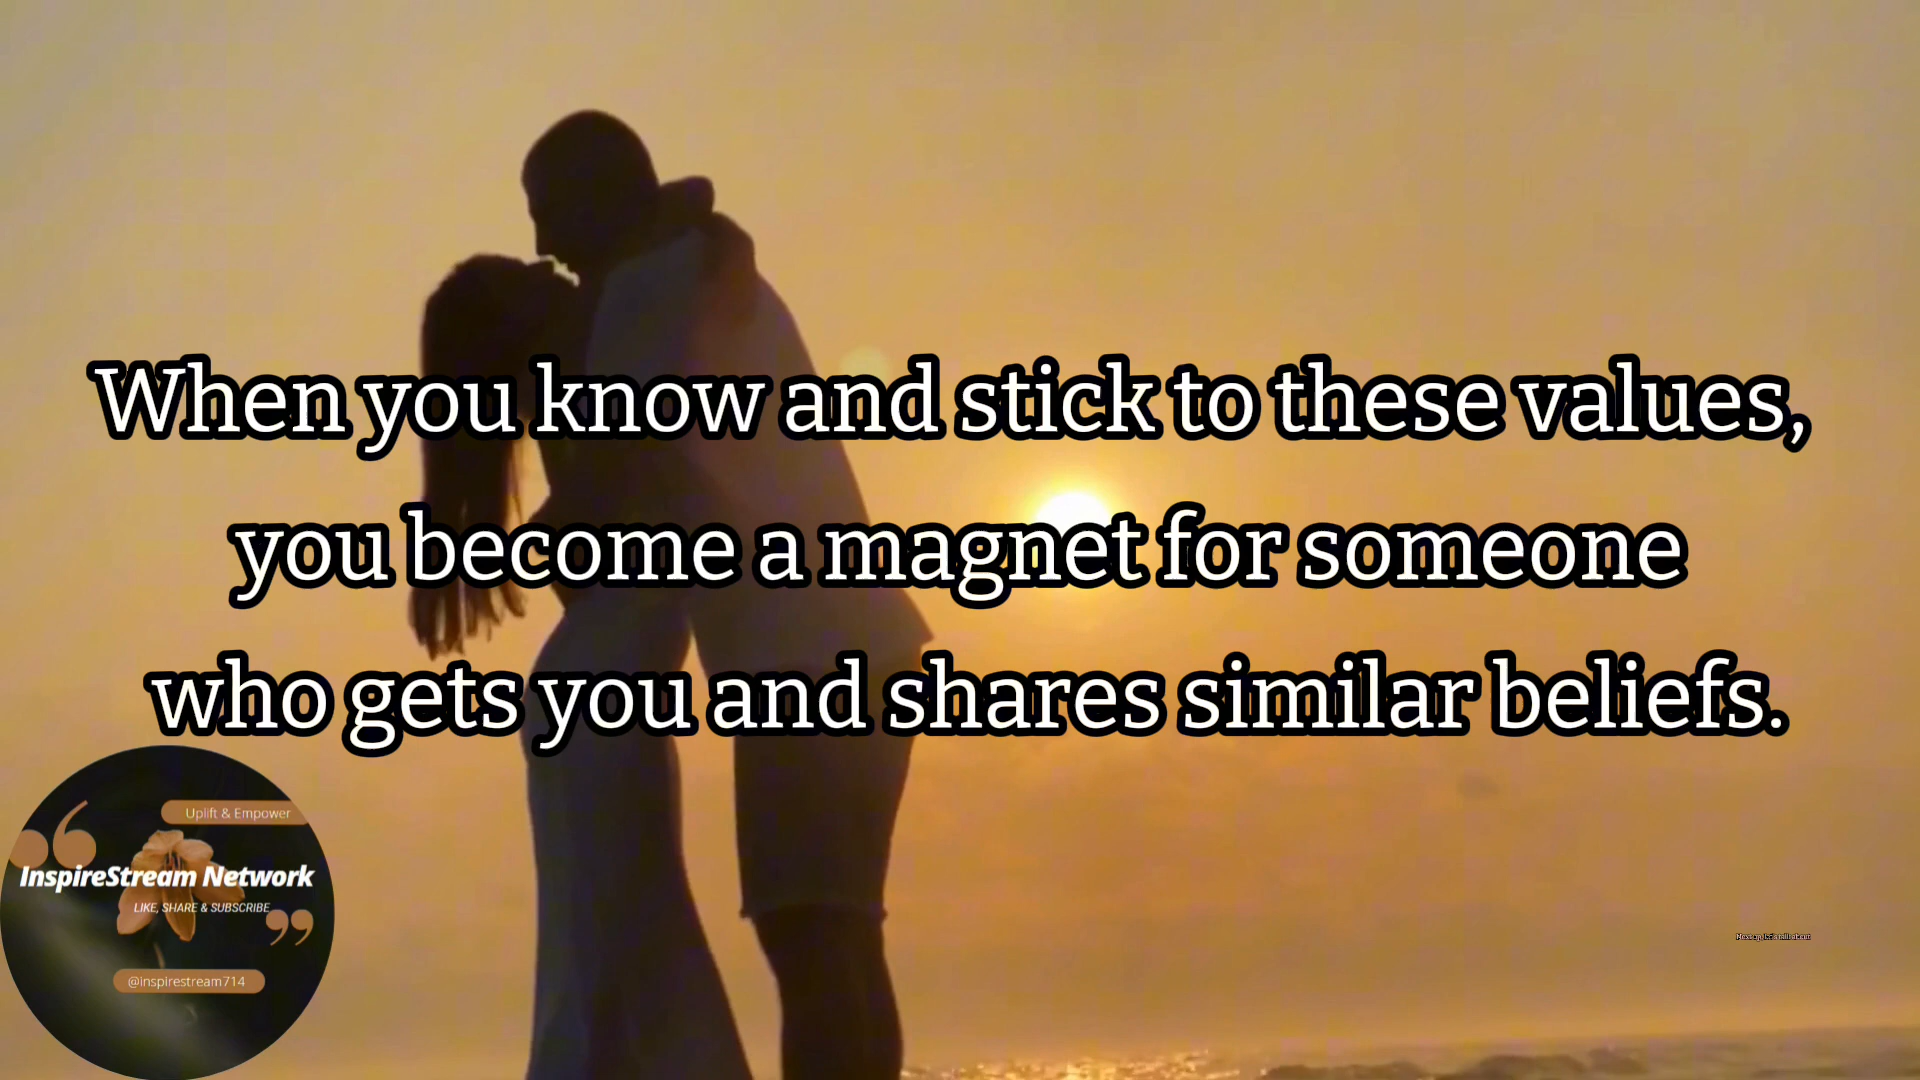 When you know and stick to these values,
you become a magnet for someone
who gets you and shares similar beliefs.
Uplift & Empower
InspireStream Network
LIKE, SHARE & SUBSCRIBE
@inspirestream714